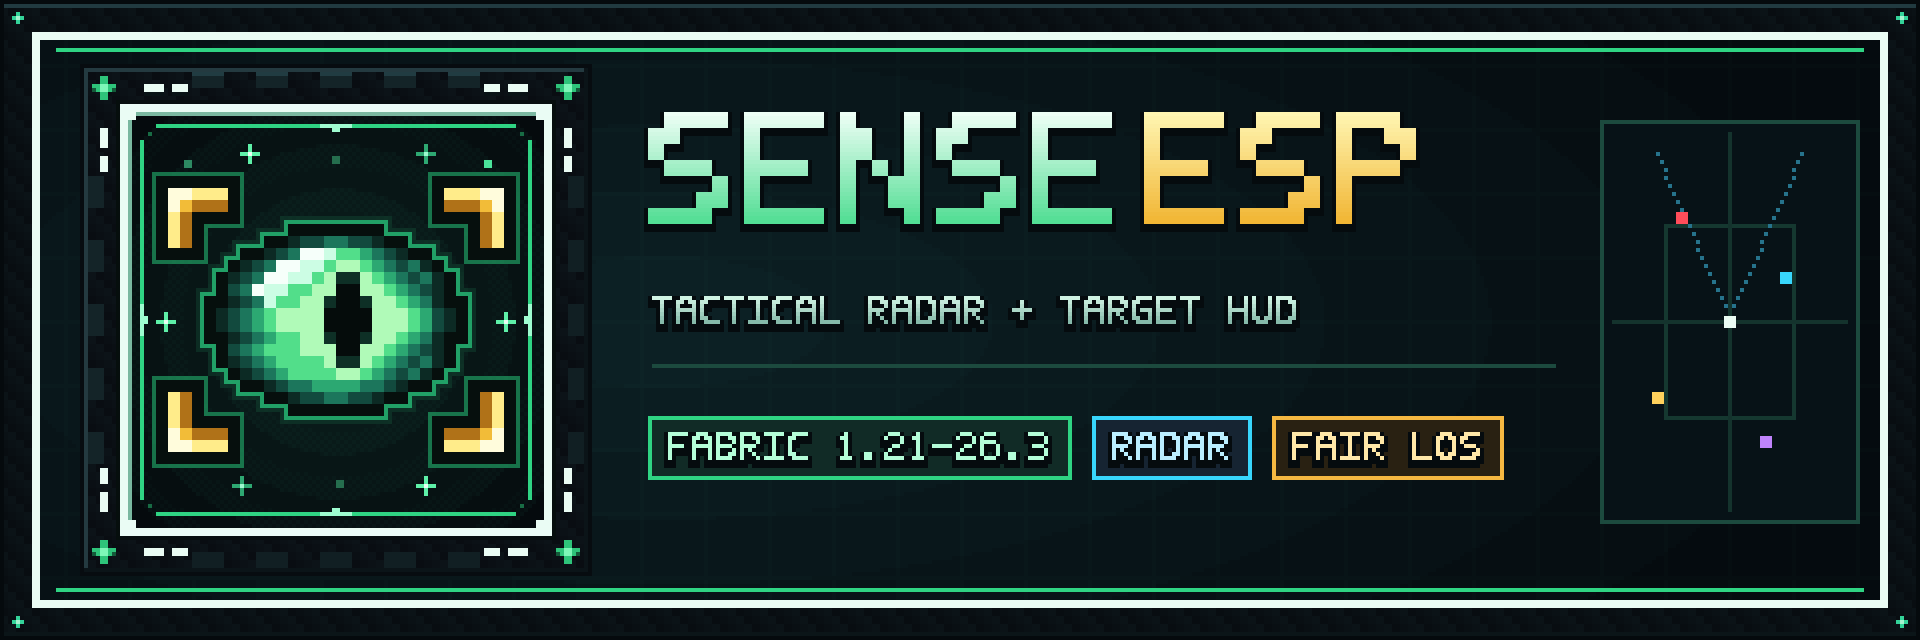 SENSE ESP
TACTICAL RADAR + TARGET HUD
FABRIC 1.21-26.3 RADAR FAIR LOS